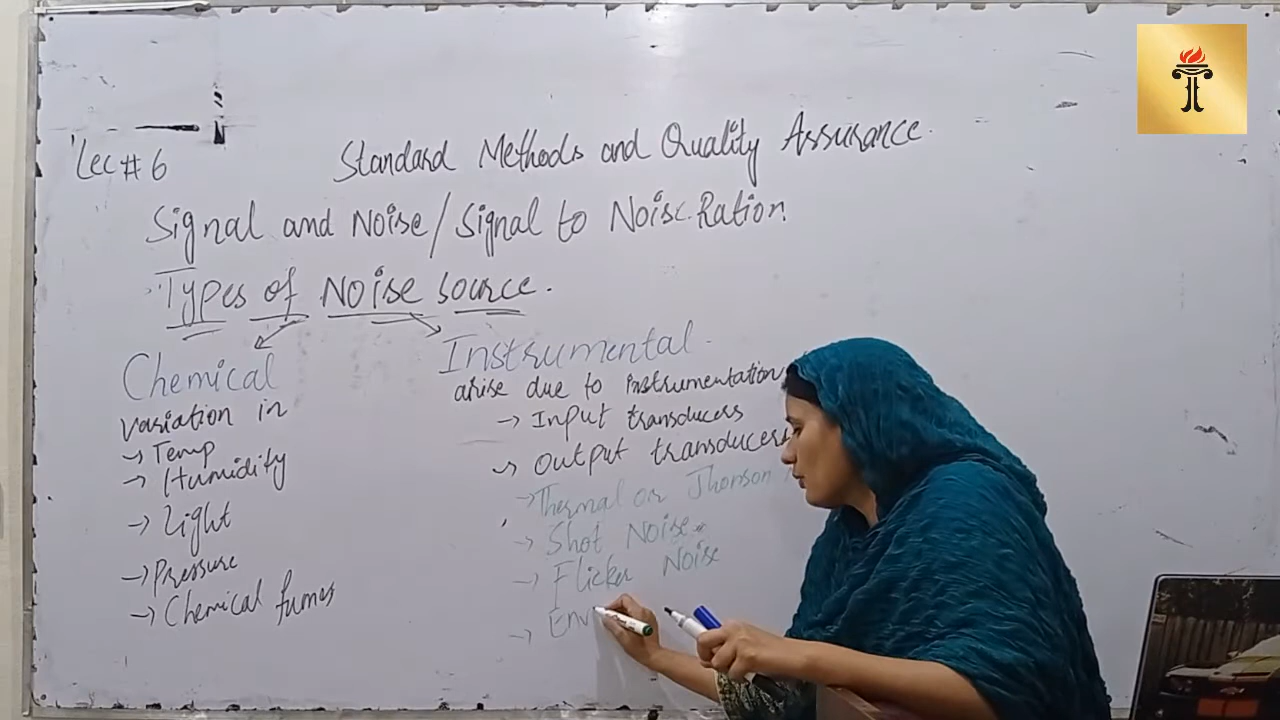 Lec # 6
Standard Methods and Quality Assurance.
Signal and Noise / Signal to Noise Ration
Types of Noise source.
Chemical
variation in
→ Temp
→ Humidity
→ Light
→ Pressure
→ Chemical fumes
Instrumental
arise due to instrumentation
→ Input transducers
→ Output transducers
→ Thermal or Jhonson
→ Shot Noise
→ Flicker Noise
→ Env